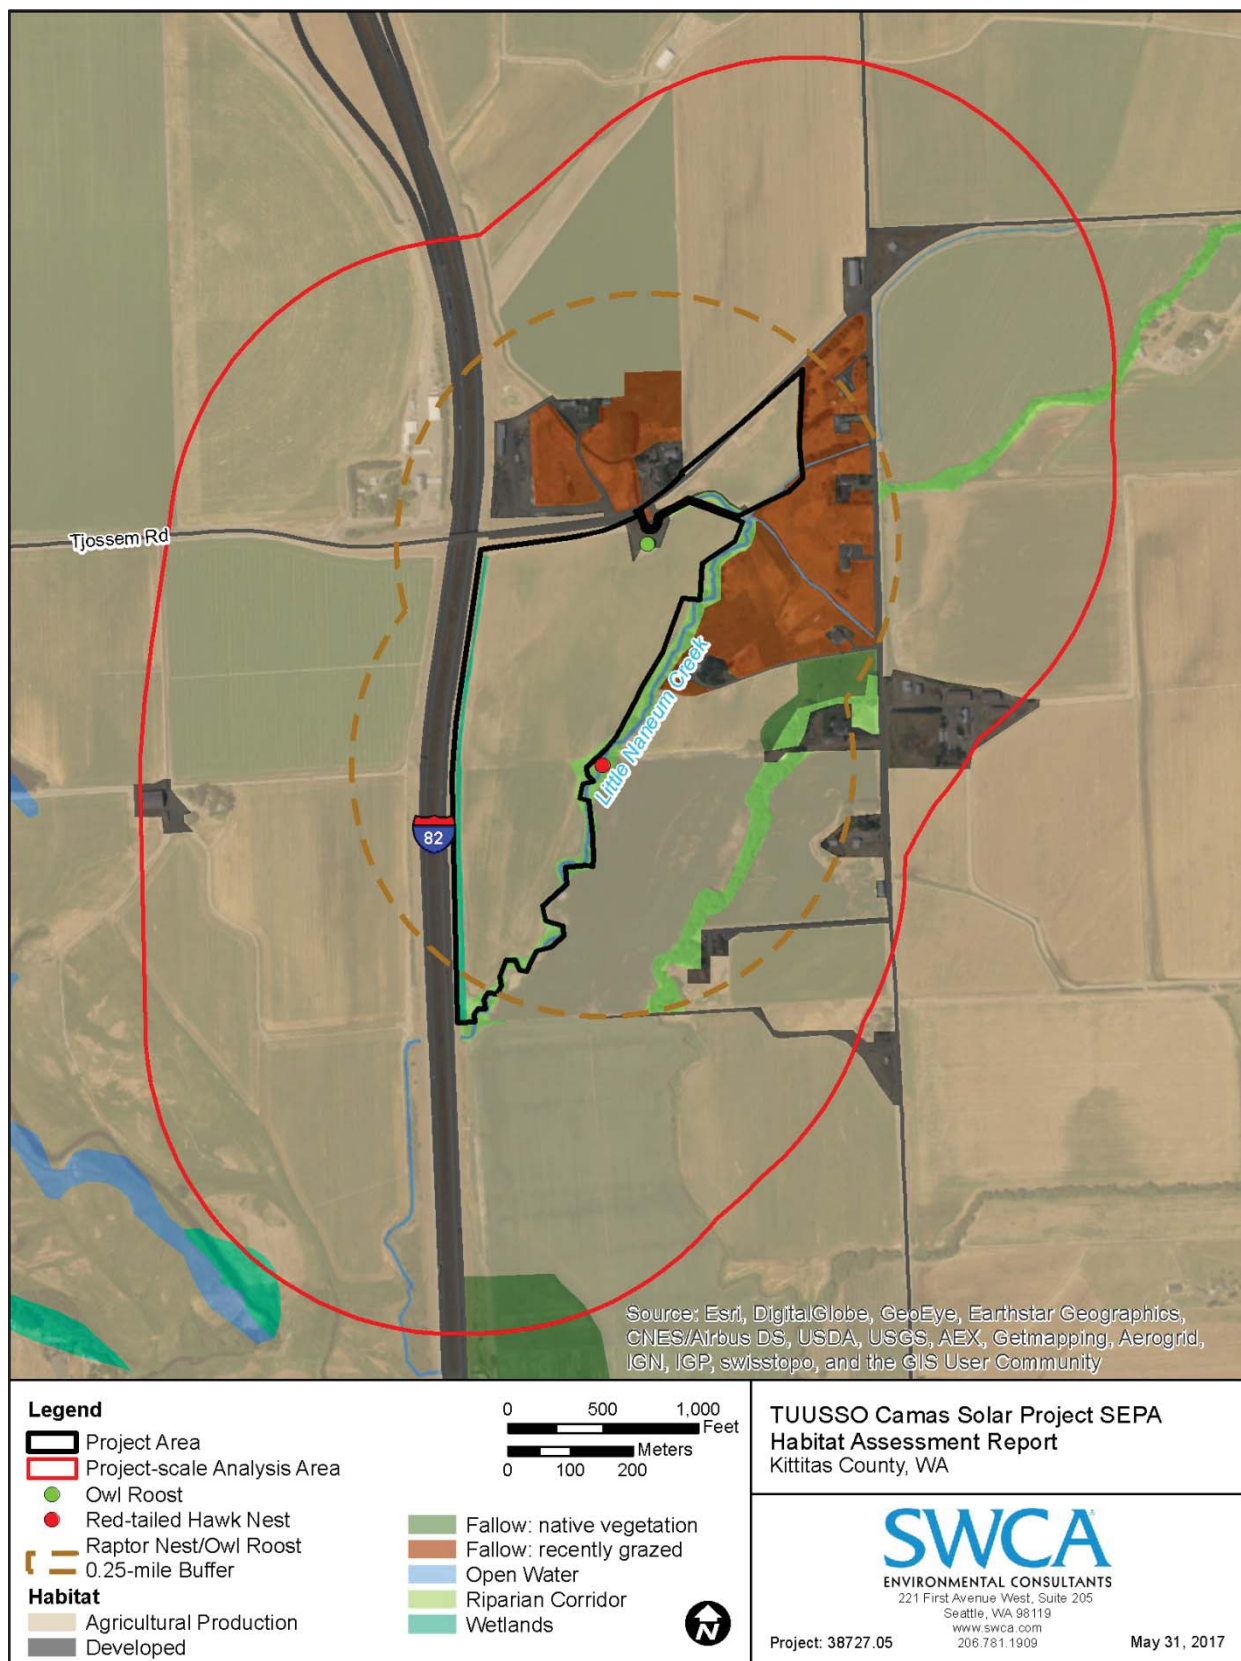 Tjossem Rd
Little Naneum Creek
82
Source: Esri, DigitalGlobe, GeoEye, Earthstar Geographics,
CNES/Airbus DS, USDA, USGS, AEX, Getmapping, Aerogrid,
IGN, IGP, swisstopo, and the GIS User Community
Legend
Project Area
Project-scale Analysis Area
Owl Roost
Red-tailed Hawk Nest
Raptor Nest/Owl Roost
0.25-mile Buffer
Habitat
Agricultural Production
Developed
0 500 1,000
Feet
Meters
0 100 200
Fallow: native vegetation
Fallow: recently grazed
Open Water
Riparian Corridor
Wetlands
N
TUUSSO Camas Solar Project SEPA
Habitat Assessment Report
Kittitas County, WA
SWCA
ENVIRONMENTAL CONSULTANTS
221 First Avenue West, Suite 205
Seattle, WA 98119
www.swca.com
206.781.1909
Project: 38727.05
May 31, 2017